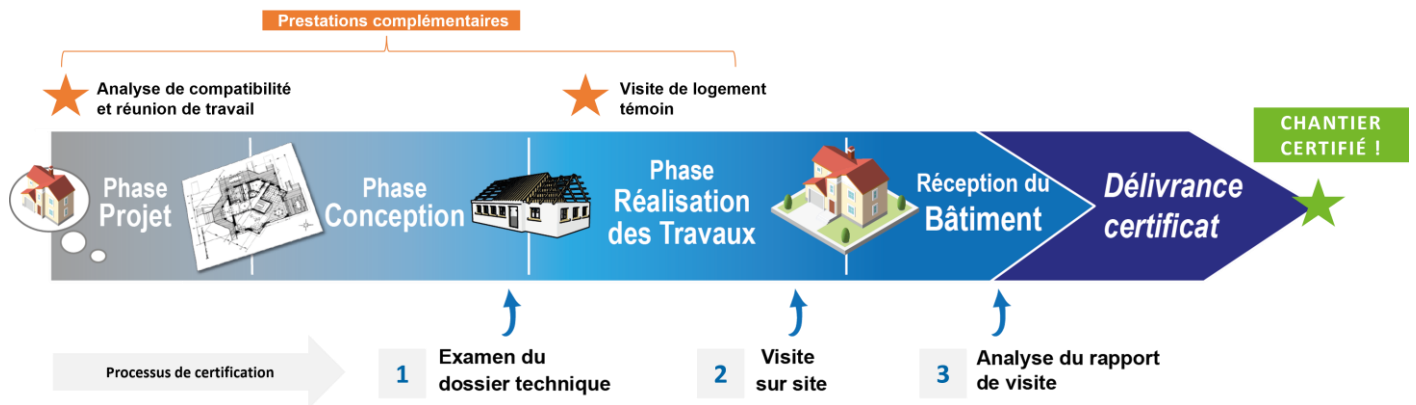 Prestations complémentaires
Analyse de compatibilité
et réunion de travail
Visite de logement
témoin
CHANTIER
CERTIFIÉ !
Phase
Projet
Phase
Conception
Phase
Réalisation
des Travaux
Réception du
Bâtiment
Délivrance
certificat
Processus de certification
1
Examen du
dossier technique
2
Visite
sur site
3
Analyse du rapport
de visite